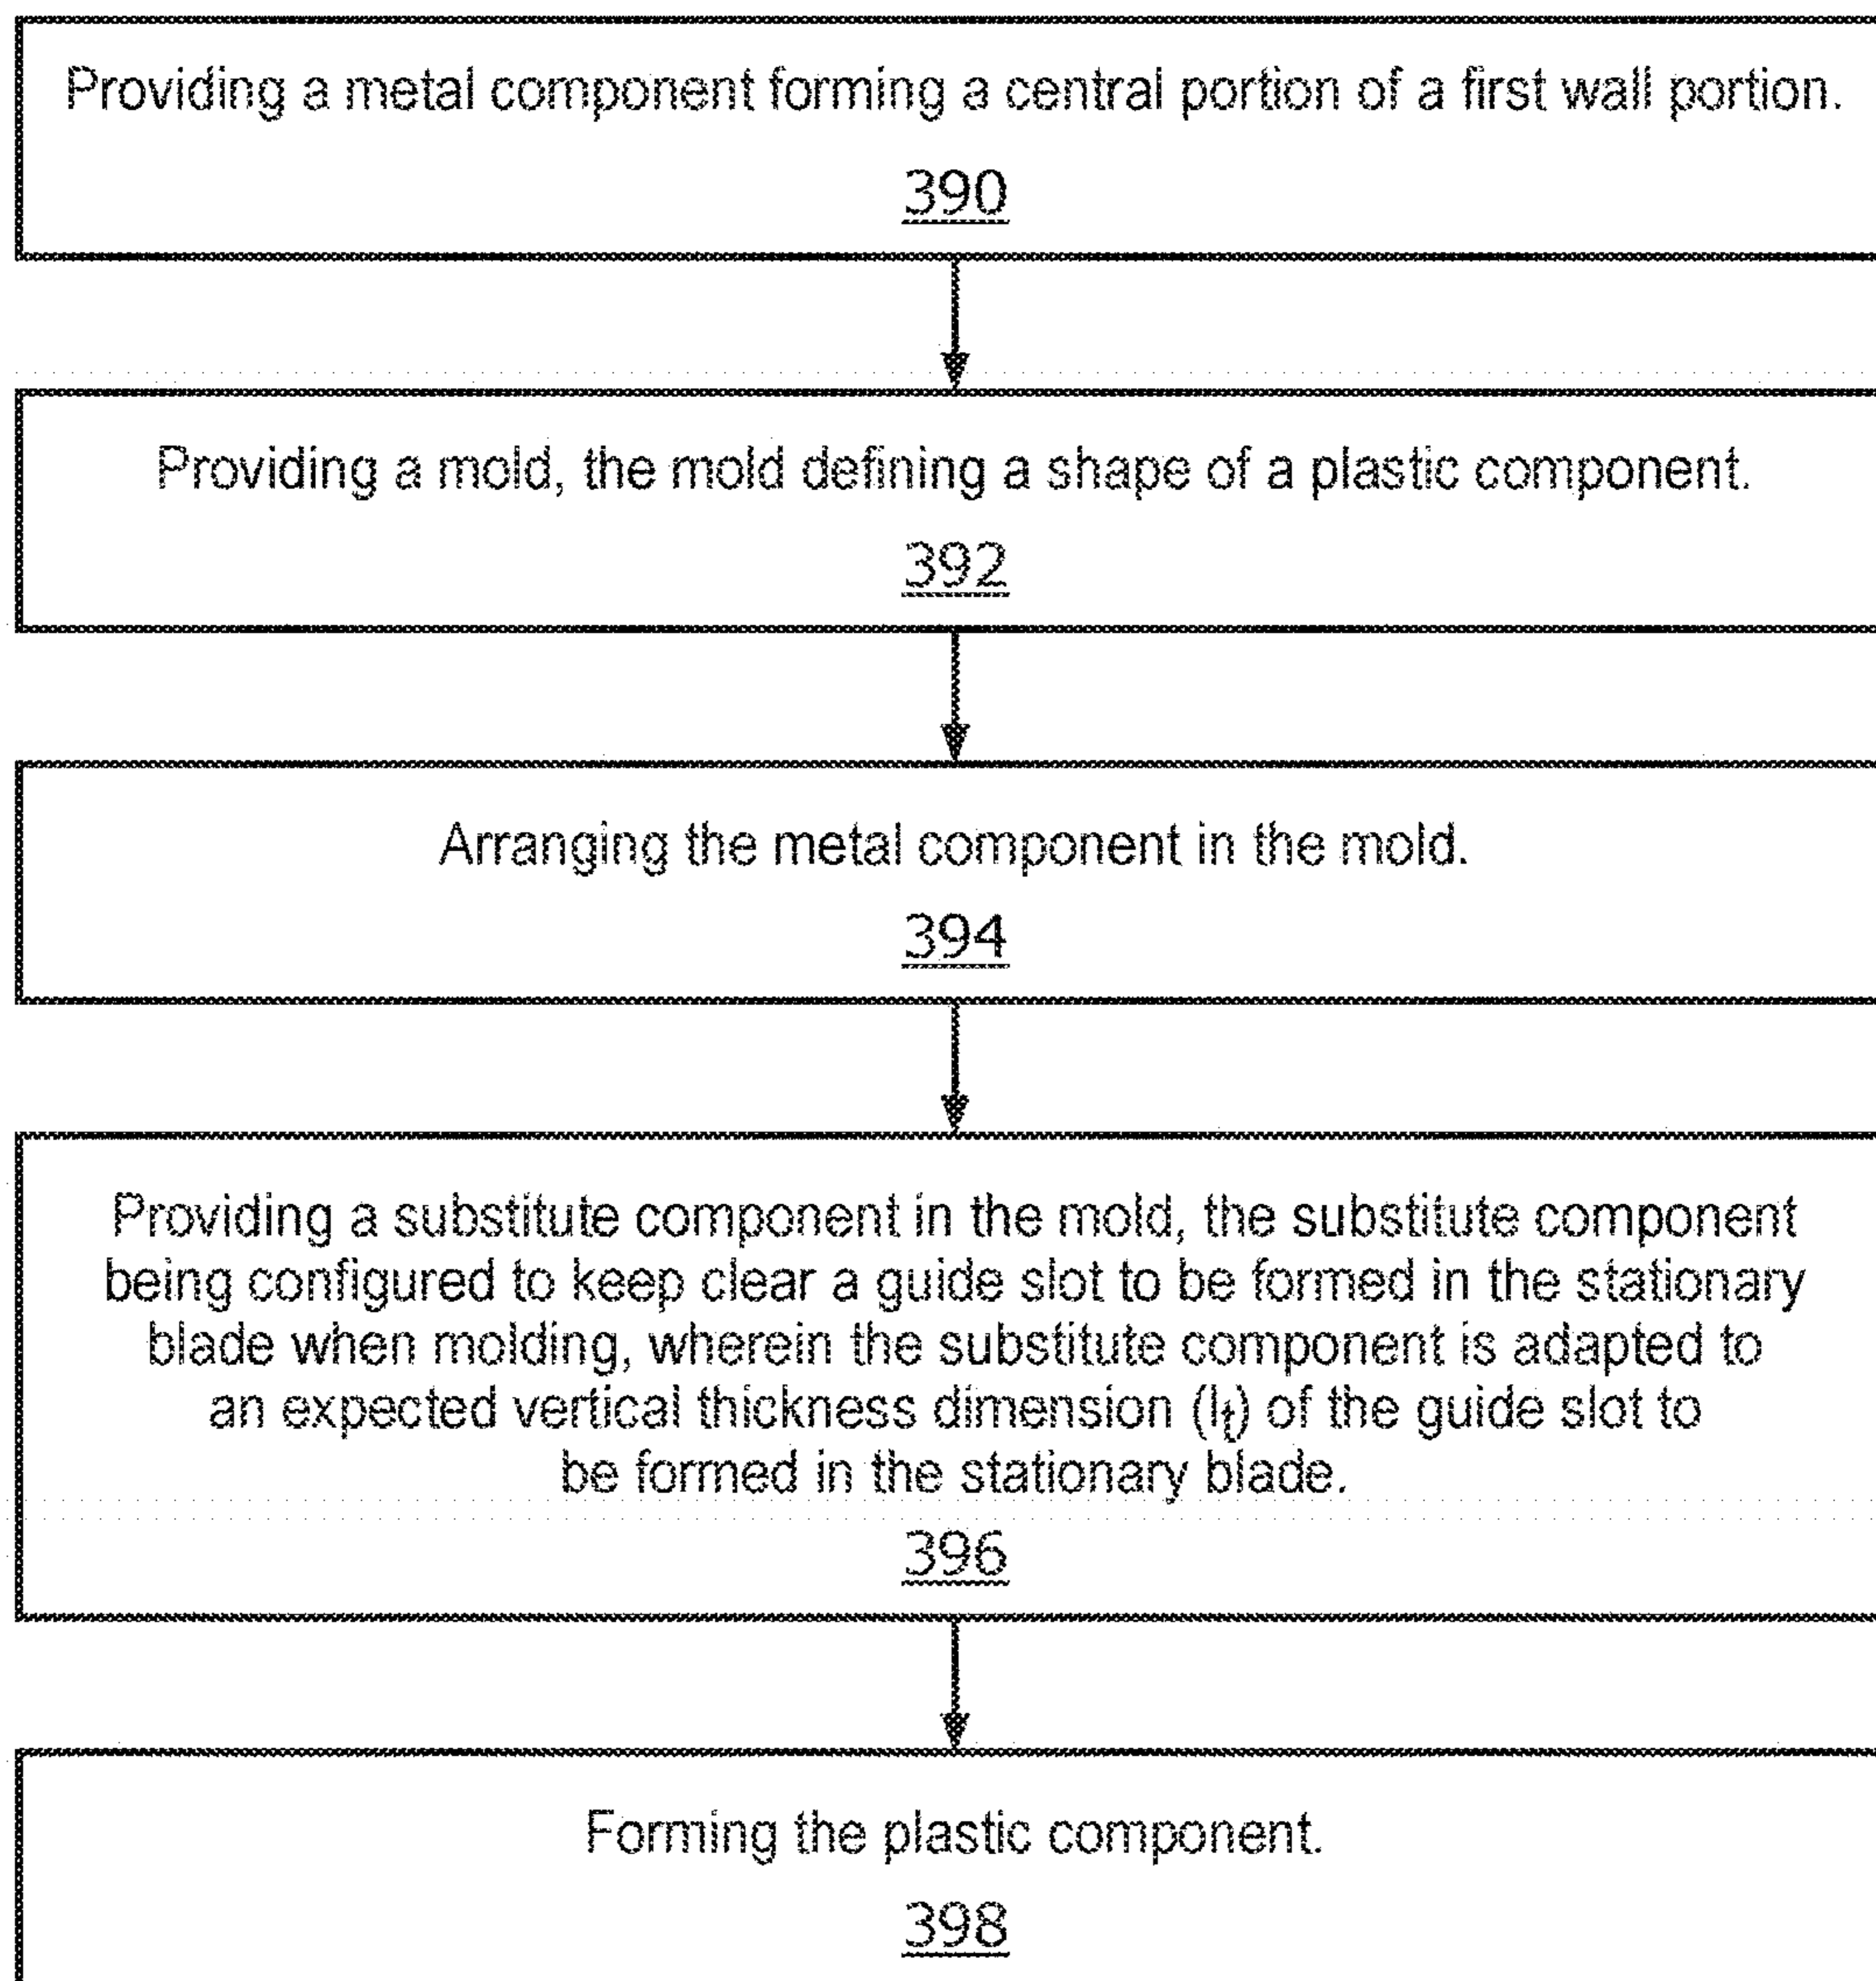 Providing a metal component forming a central portion of a first wall portion.
390
Providing a mold, the mold defining a shape of a plastic component.
392
Arranging the metal component in the mold.
394
Providing a substitute component in the mold, the substitute component
being configured to keep clear a guide slot to be formed in the stationary
blade when molding, wherein the substitute component is adapted to
an expected vertical thickness dimension (lt) of the guide slot to
be formed in the stationary blade.
396
Forming the plastic component.
398